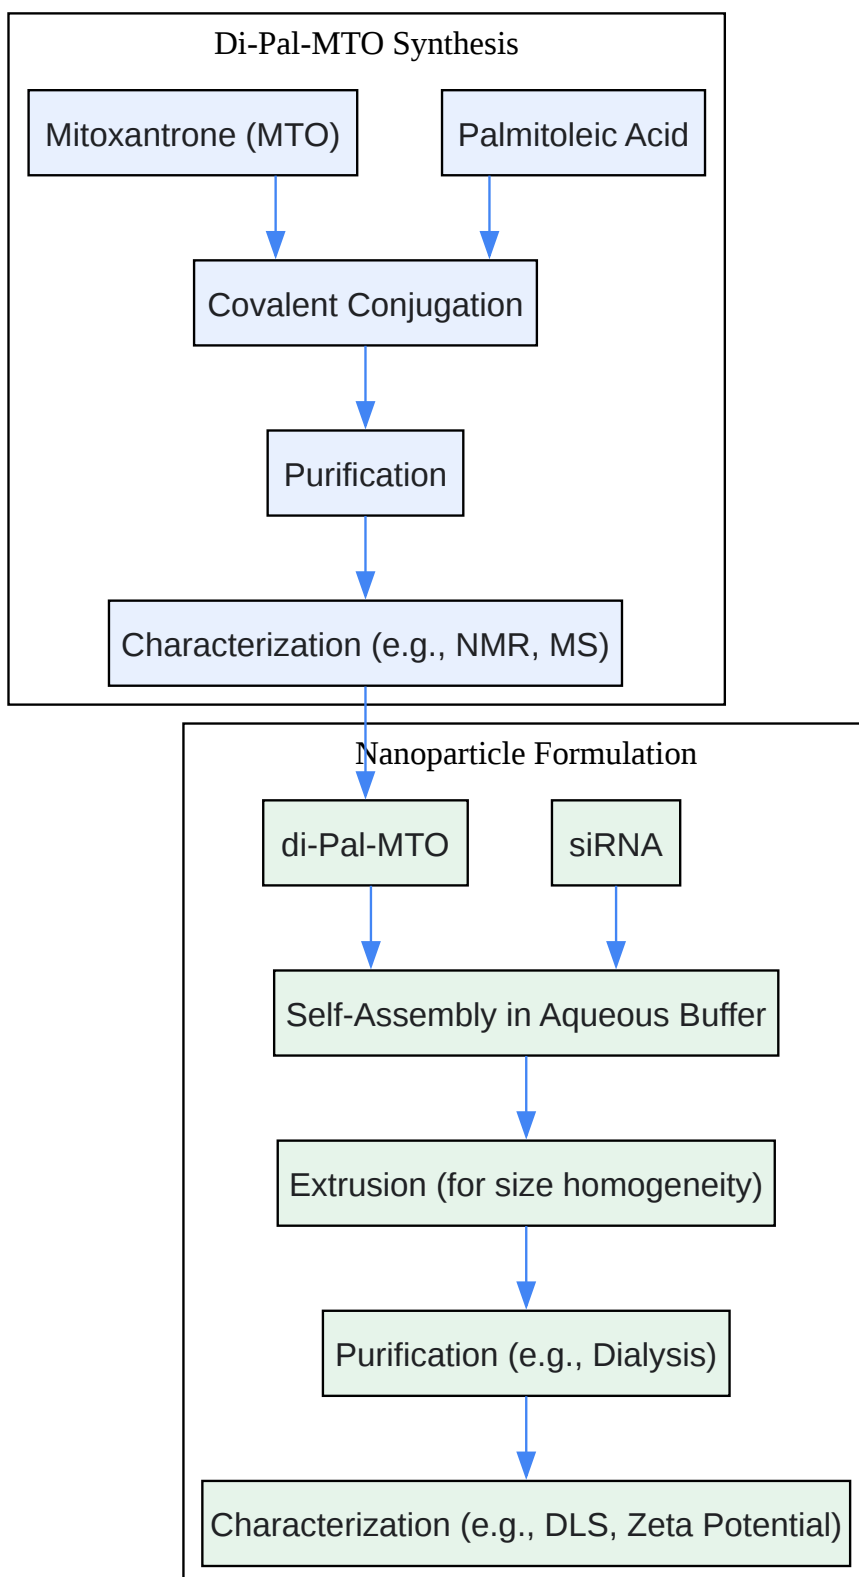 Di-Pal-MTO Synthesis
Mitoxantrone (MTO)
Palmitoleic Acid
Covalent Conjugation
Purification
Characterization (e.g., NMR, MS)
Nanoparticle Formulation
di-Pal-MTO
siRNA
Self-Assembly in Aqueous Buffer
Extrusion (for size homogeneity)
Purification (e.g., Dialysis)
Characterization (e.g., DLS, Zeta Potential)